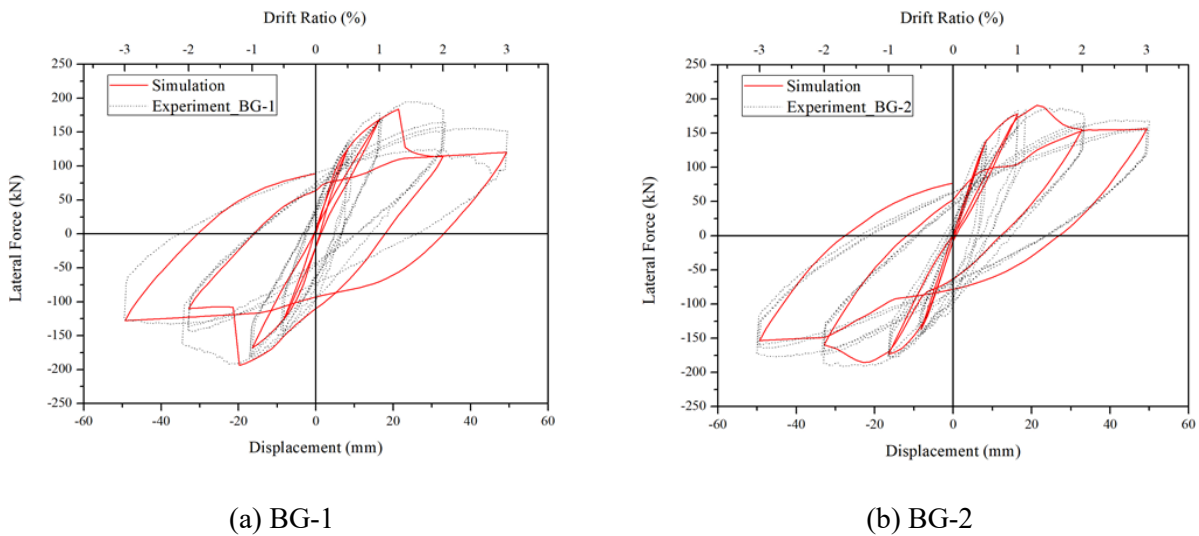 Drift Ratio (%)
-3 -2 -1 0 1 2 3
250
200
150
100
50
0
-50
-100
-150
-200
-250
Lateral Force (kN)
Simulation
Experiment_BG-1
-60 -40 -20 0 20 40 60
Displacement (mm)
(a) BG-1
Drift Ratio (%)
-3 -2 -1 0 1 2 3
250
200
150
100
50
0
-50
-100
-150
-200
-250
Lateral Force (kN)
Simulation
Experiment_BG-2
-60 -40 -20 0 20 40 60
Displacement (mm)
(b) BG-2